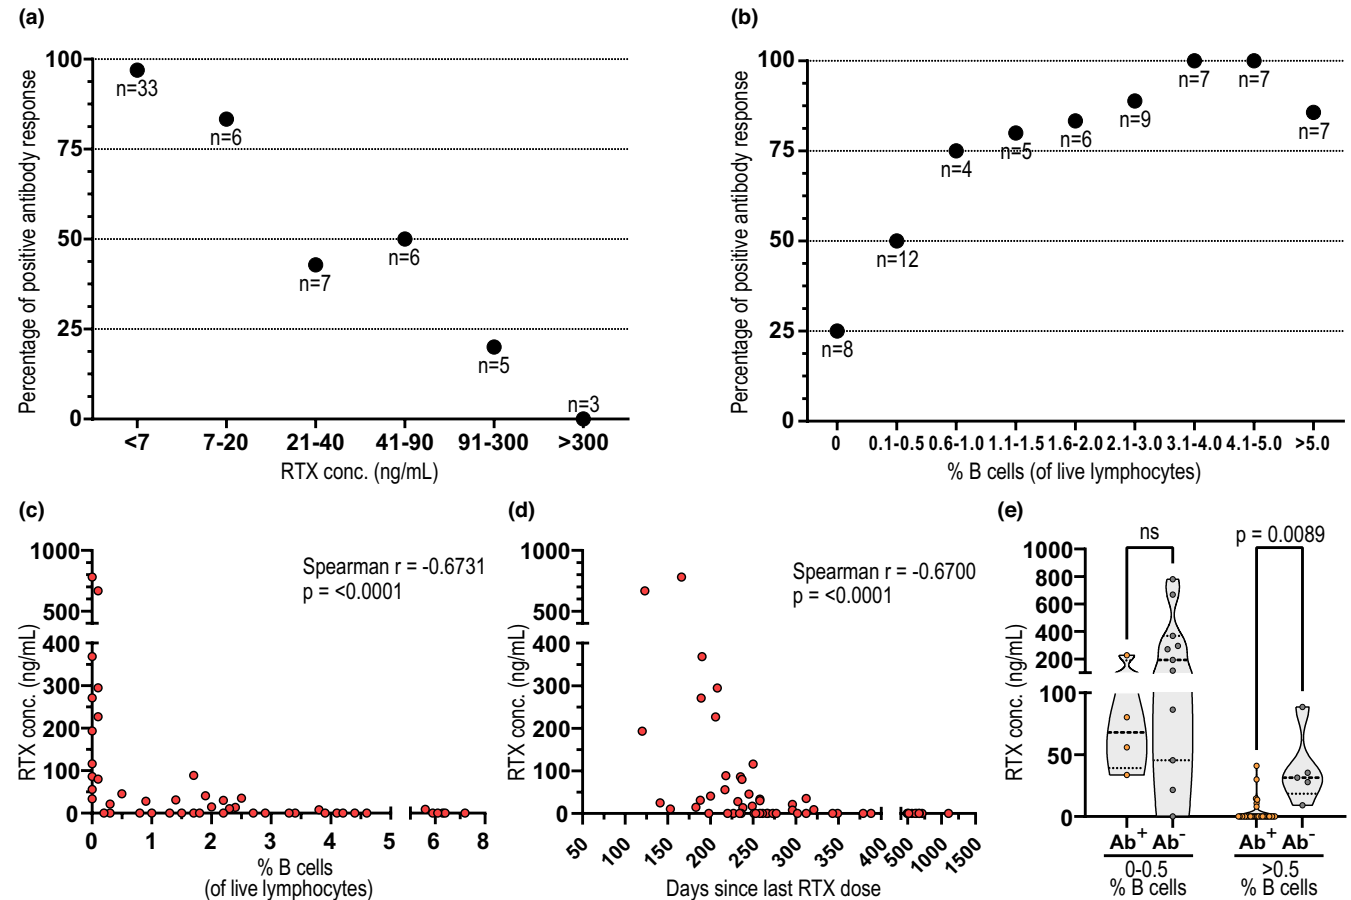 (a)
Percentage of positive antibody response
100
75
50
25
0
n=33
n=6
n=7
n=6
n=5
n=3
<7 7-20 21-40 41-90 91-300 >300
RTX conc. (ng/mL)
(b)
Percentage of positive antibody response
100
75
50
25
0
n=8
n=12
n=4
n=5
n=6
n=9
n=7
n=7
n=7
0 0.1-0.5 0.6-1.0 1.1-1.5 1.6-2.0 2.1-3.0 3.1-4.0 4.1-5.0 >5.0
% B cells (of live lymphocytes)
(c)
RTX conc. (ng/mL)
1000
500
400
300
200
100
0
Spearman r = -0.6731
p = <0.0001
0 1 2 3 4 5 6 8
% B cells
(of live lymphocytes)
(d)
RTX conc. (ng/mL)
1000
500
400
300
200
100
0
Spearman r = -0.6700
p = <0.0001
50 100 150 200 250 300 350 400 500 1000 1500
Days since last RTX dose
(e)
RTX conc. (ng/mL)
1000
800
600
400
200
100
50
0
ns
p = 0.0089
Ab+ Ab- Ab+ Ab-
0-0.5 >0.5
% B cells % B cells